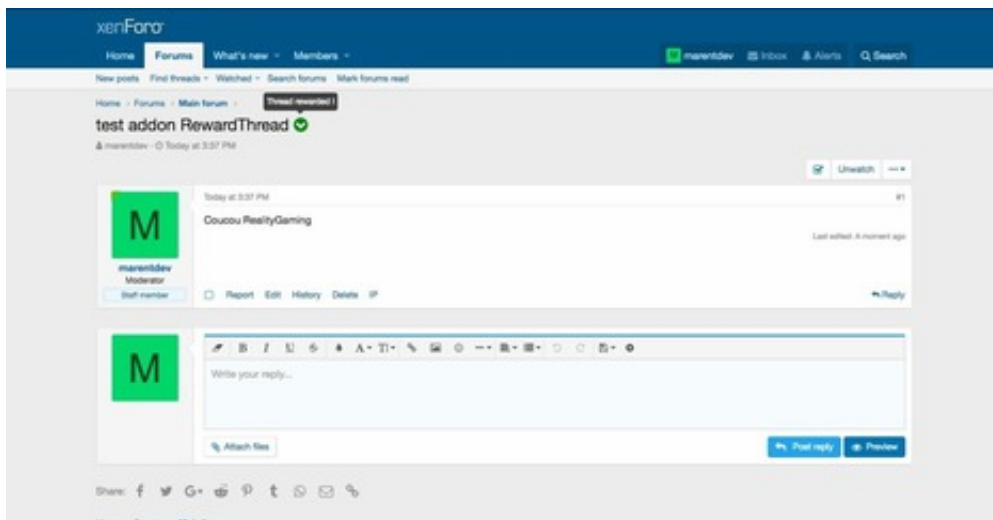 xenForo
Home Forums What's new Members marentdev Inbox Alerts Search
New posts Find threads Watched Search forums Mark forums read
Home Forums Main forum
Thread rewarded !
test addon RewardThread
marentdev · Today at 3:37 PM
Unwatch
Today at 3:37 PM #1
M
Coucou RealityGaming
Last edited: A moment ago
marentdev
Moderator
Staff member
Report Edit History Delete IP Reply
M
Write your reply...
Attach files
Post reply Preview
Share: